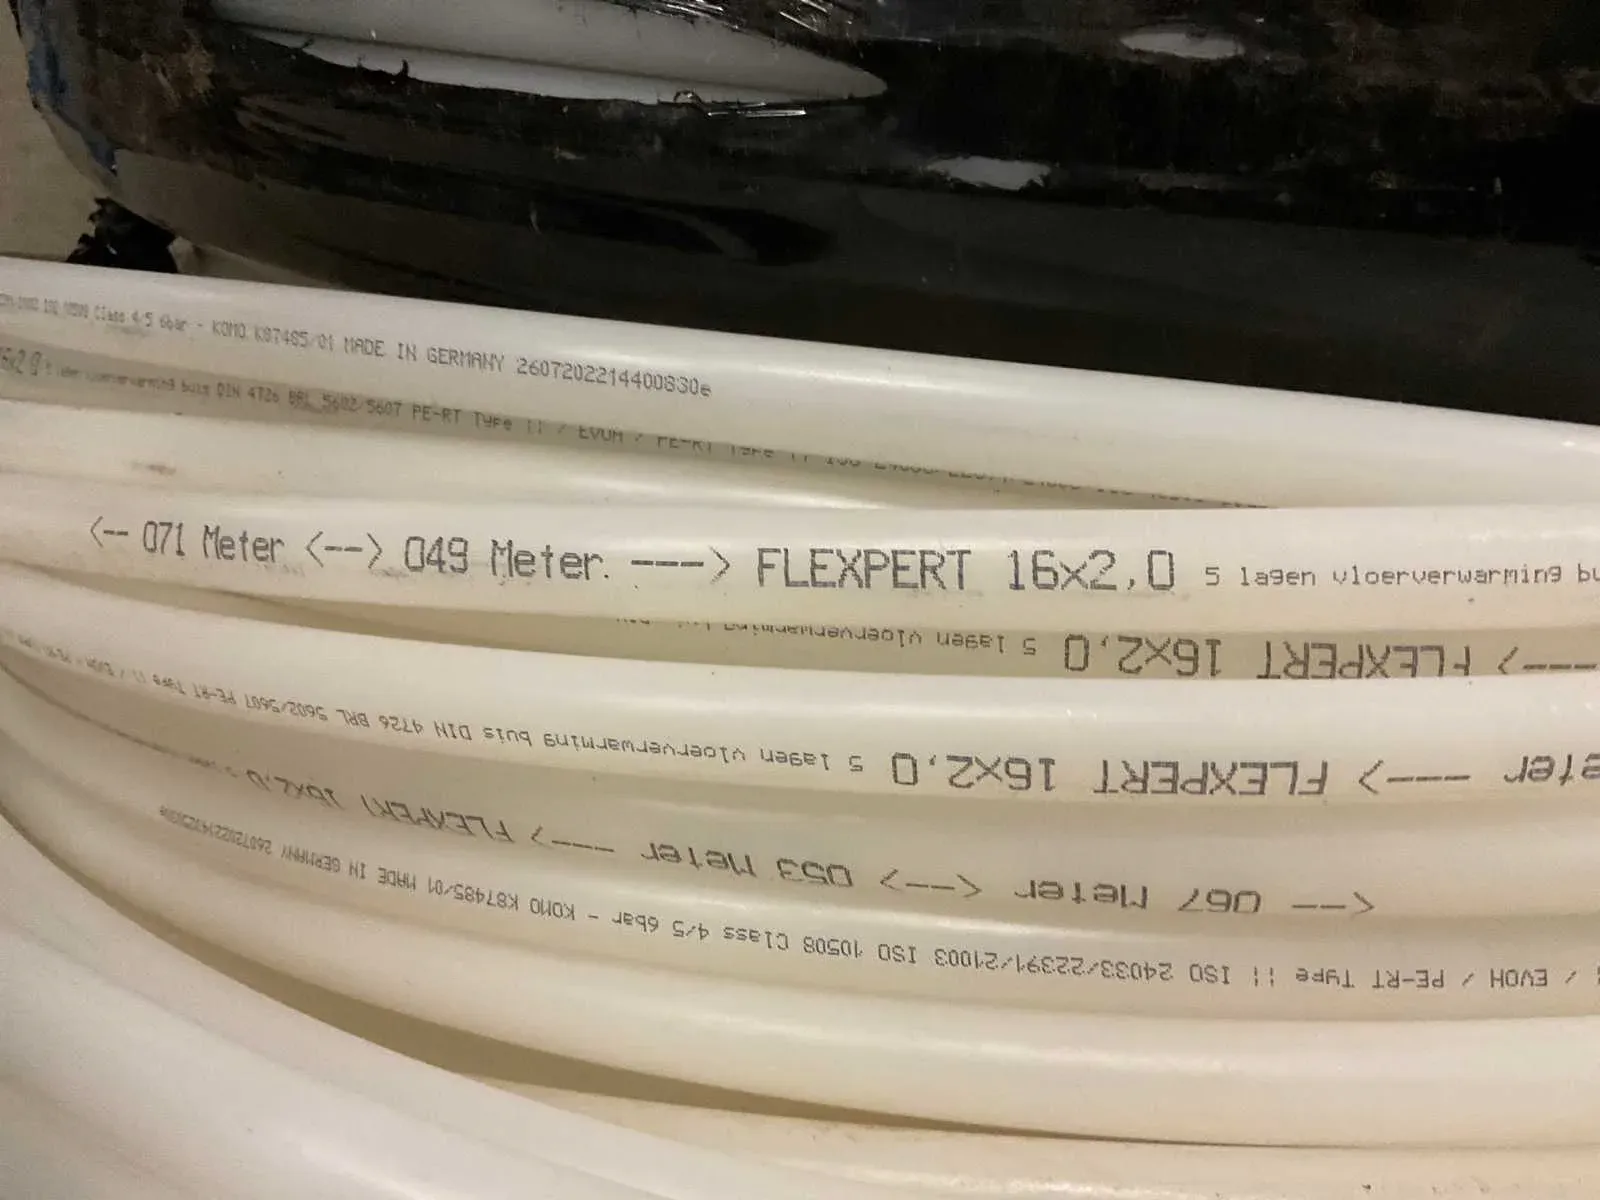 Class 4/5 6bar - KOMO K87485/01 MADE IN GERMANY 2607202214400830e
vloerverwarming buis DIN 4726 BRL 5602/5607 PE-RT Type II / EVOH / PE-RT Type II ISO
<-- 071 Meter <--> 049 Meter. ---> FLEXPERT 16x2,0 5 lagen vloerverwarming bu
---> FLEXPERT 16x2,0 5 lagen vloerverwarming
eter ---> FLEXPERT 16x2,0 5 lagen vloerverwarming buis DIN 4726 BRL 5602/5607 PE-RT Type II / EVOH
<-- 067 Meter <--> 053 Meter ---> FLEXPERT 16x2,0
/ EVOH / PE-RT Type II ISO 24033/22391/21003 ISO 10508 Class 4/5 6bar - KOMO K87485/01 MADE IN GERMANY